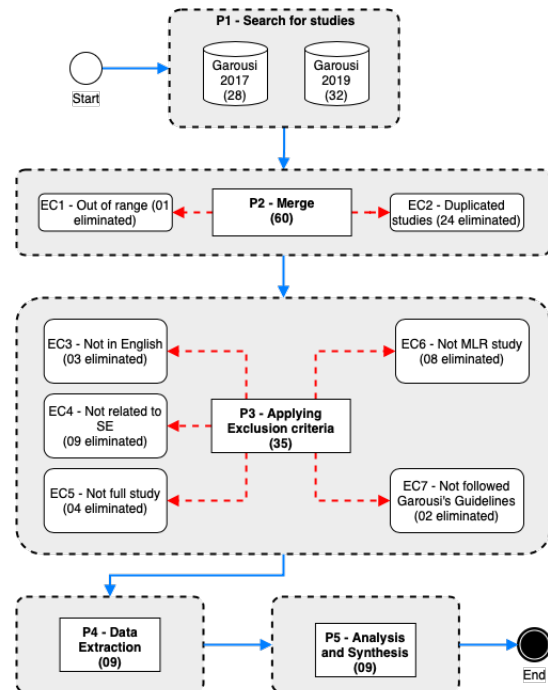 P1 - Search for studies
Garousi
2017
(28)
Garousi
2019
(32)
Start
EC1 - Out of range (01
eliminated)
P2 - Merge
(60)
EC2 - Duplicated
studies (24 eliminated)
EC3 - Not in English
(03 eliminated)
EC6 - Not MLR study
(08 eliminated)
EC4 - Not related to
SE
(09 eliminated)
P3 - Applying
Exclusion criteria
(35)
EC5 - Not full study
(04 eliminated)
EC7 - Not followed
Garousi's Guidelines
(02 eliminated)
P4 - Data
Extraction
(09)
P5 - Analysis
and Synthesis
(09)
End